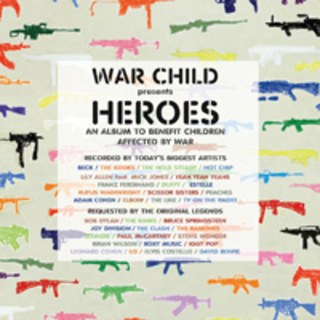 WAR CHILD
presents
HEROES
AN ALBUM TO BENEFIT CHILDREN
AFFECTED BY WAR
RECORDED BY TODAY'S BIGGEST ARTISTS
BECK / THE KOOKS / THE HOLD STEADY / HOT CHIP
LILY ALLEN feat. MICK JONES / YEAH YEAH YEAHS
FRANZ FERDINAND / DUFFY / ESTELLE
RUFUS WAINWRIGHT / SCISSOR SISTERS / PEACHES
ADAM COHEN / ELBOW / THE LIKE / TV ON THE RADIO
REQUESTED BY THE ORIGINAL LEGENDS
BOB DYLAN / THE KINKS / BRUCE SPRINGSTEEN
JOY DIVISION / THE CLASH / THE RAMONES
/ PAUL McCARTNEY / STEVIE WONDER
BRIAN WILSON / ROXY MUSIC / IGGY POP
LEONARD COHEN / U2 / ELVIS COSTELLO / DAVID BOWIE